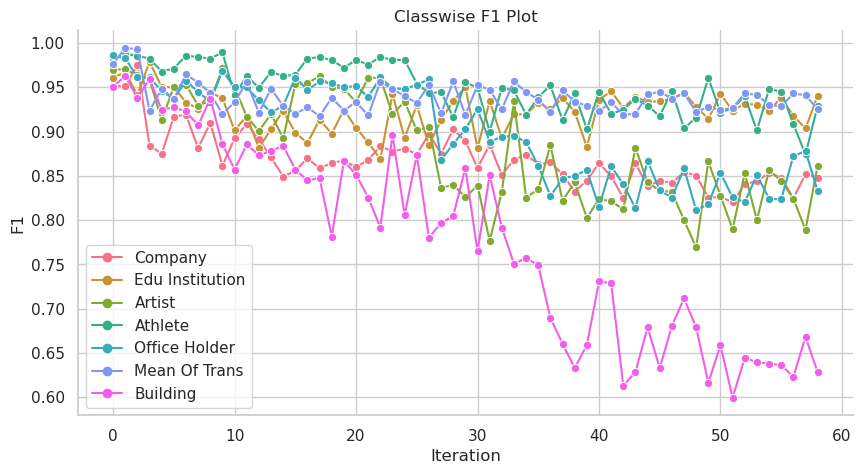 Classwise F1 Plot
1.00
0.95
0.90
0.85
0.80
0.75
0.70
0.65
0.60
F1
Company
Edu Institution
Artist
Athlete
Office Holder
Mean Of Trans
Building
0 10 20 30 40 50 60
Iteration